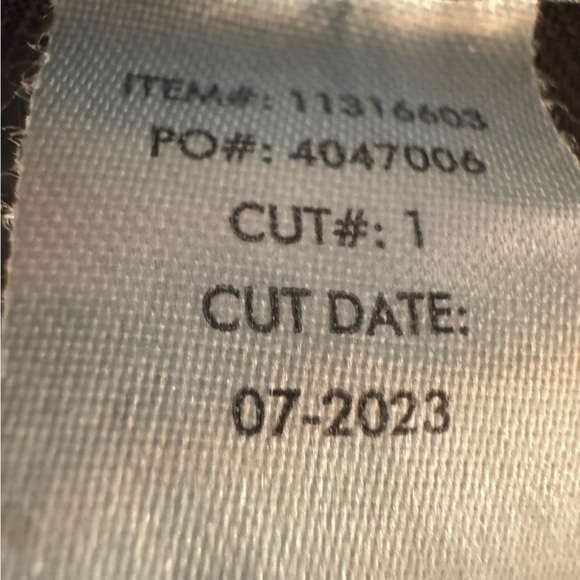 ITEM#: 11316603
PO#: 4047006
CUT#: 1
CUT DATE:
07-2023